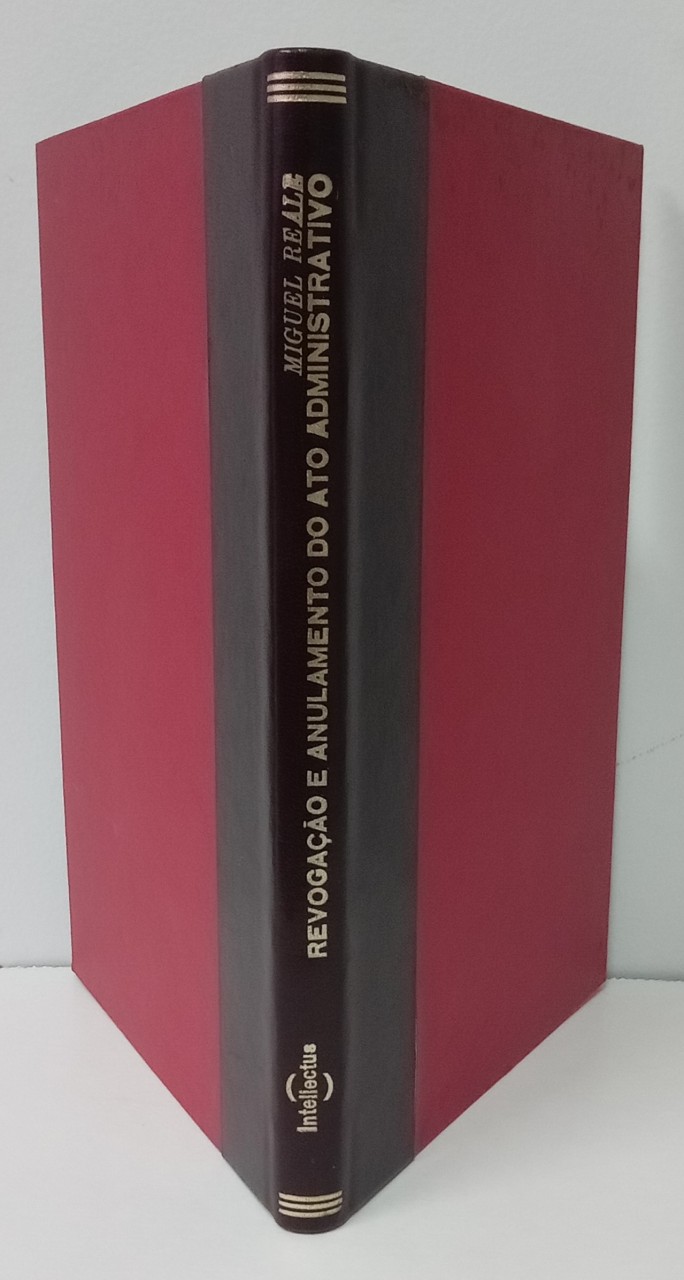 MIGUEL REALE
REVOGAÇÃO E ANULAMENTO DO ATO ADMINISTRATIVO
Intellectus